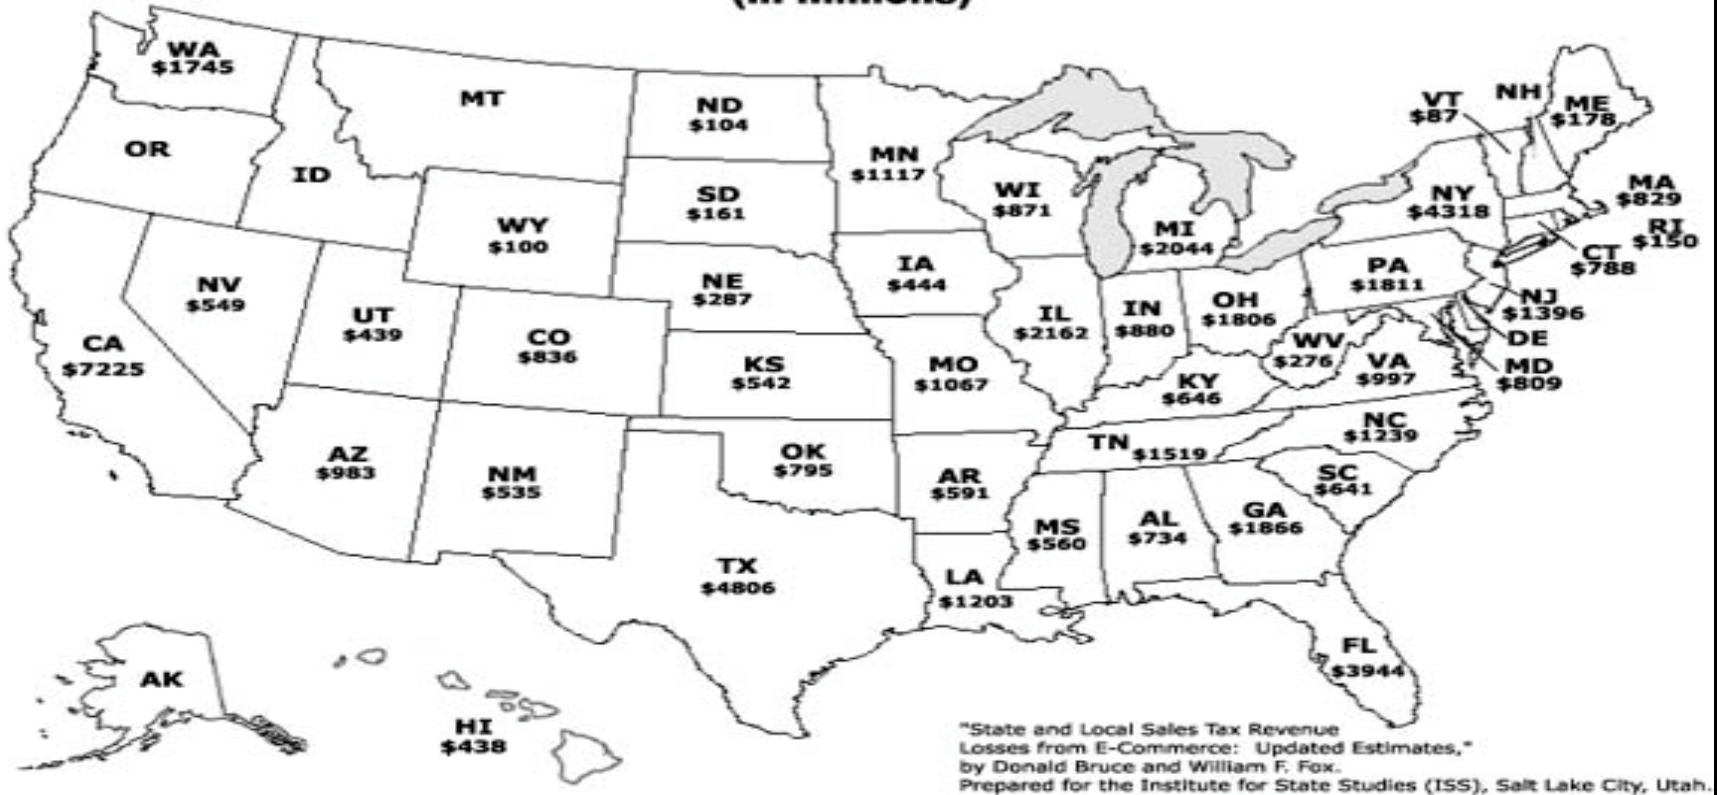 (in millions)
WA
$1745
MT
ND
$104
OR
ID
MN
$1117
VT
$87
NH
ME
$178
WY
$100
SD
$161
WI
$871
MI
$2044
NY
$4318
MA
$829
RI
$150
CT
$788
NV
$549
UT
$439
NE
$287
IA
$444
IL
$2162
IN
$880
OH
$1806
PA
$1811
NJ
$1396
DE
MD
$809
CA
$7225
CO
$836
KS
$542
MO
$1067
KY
$646
WV
$276
VA
$997
AZ
$983
NM
$535
OK
$795
AR
$591
TN $1519
NC
$1239
SC
$641
MS
$560
AL
$734
GA
$1866
TX
$4806
LA
$1203
FL
$3944
AK
HI
$438
"State and Local Sales Tax Revenue
Losses from E-Commerce: Updated Estimates,"
by Donald Bruce and William F. Fox.
Prepared for the Institute for State Studies (ISS), Salt Lake City, Utah.